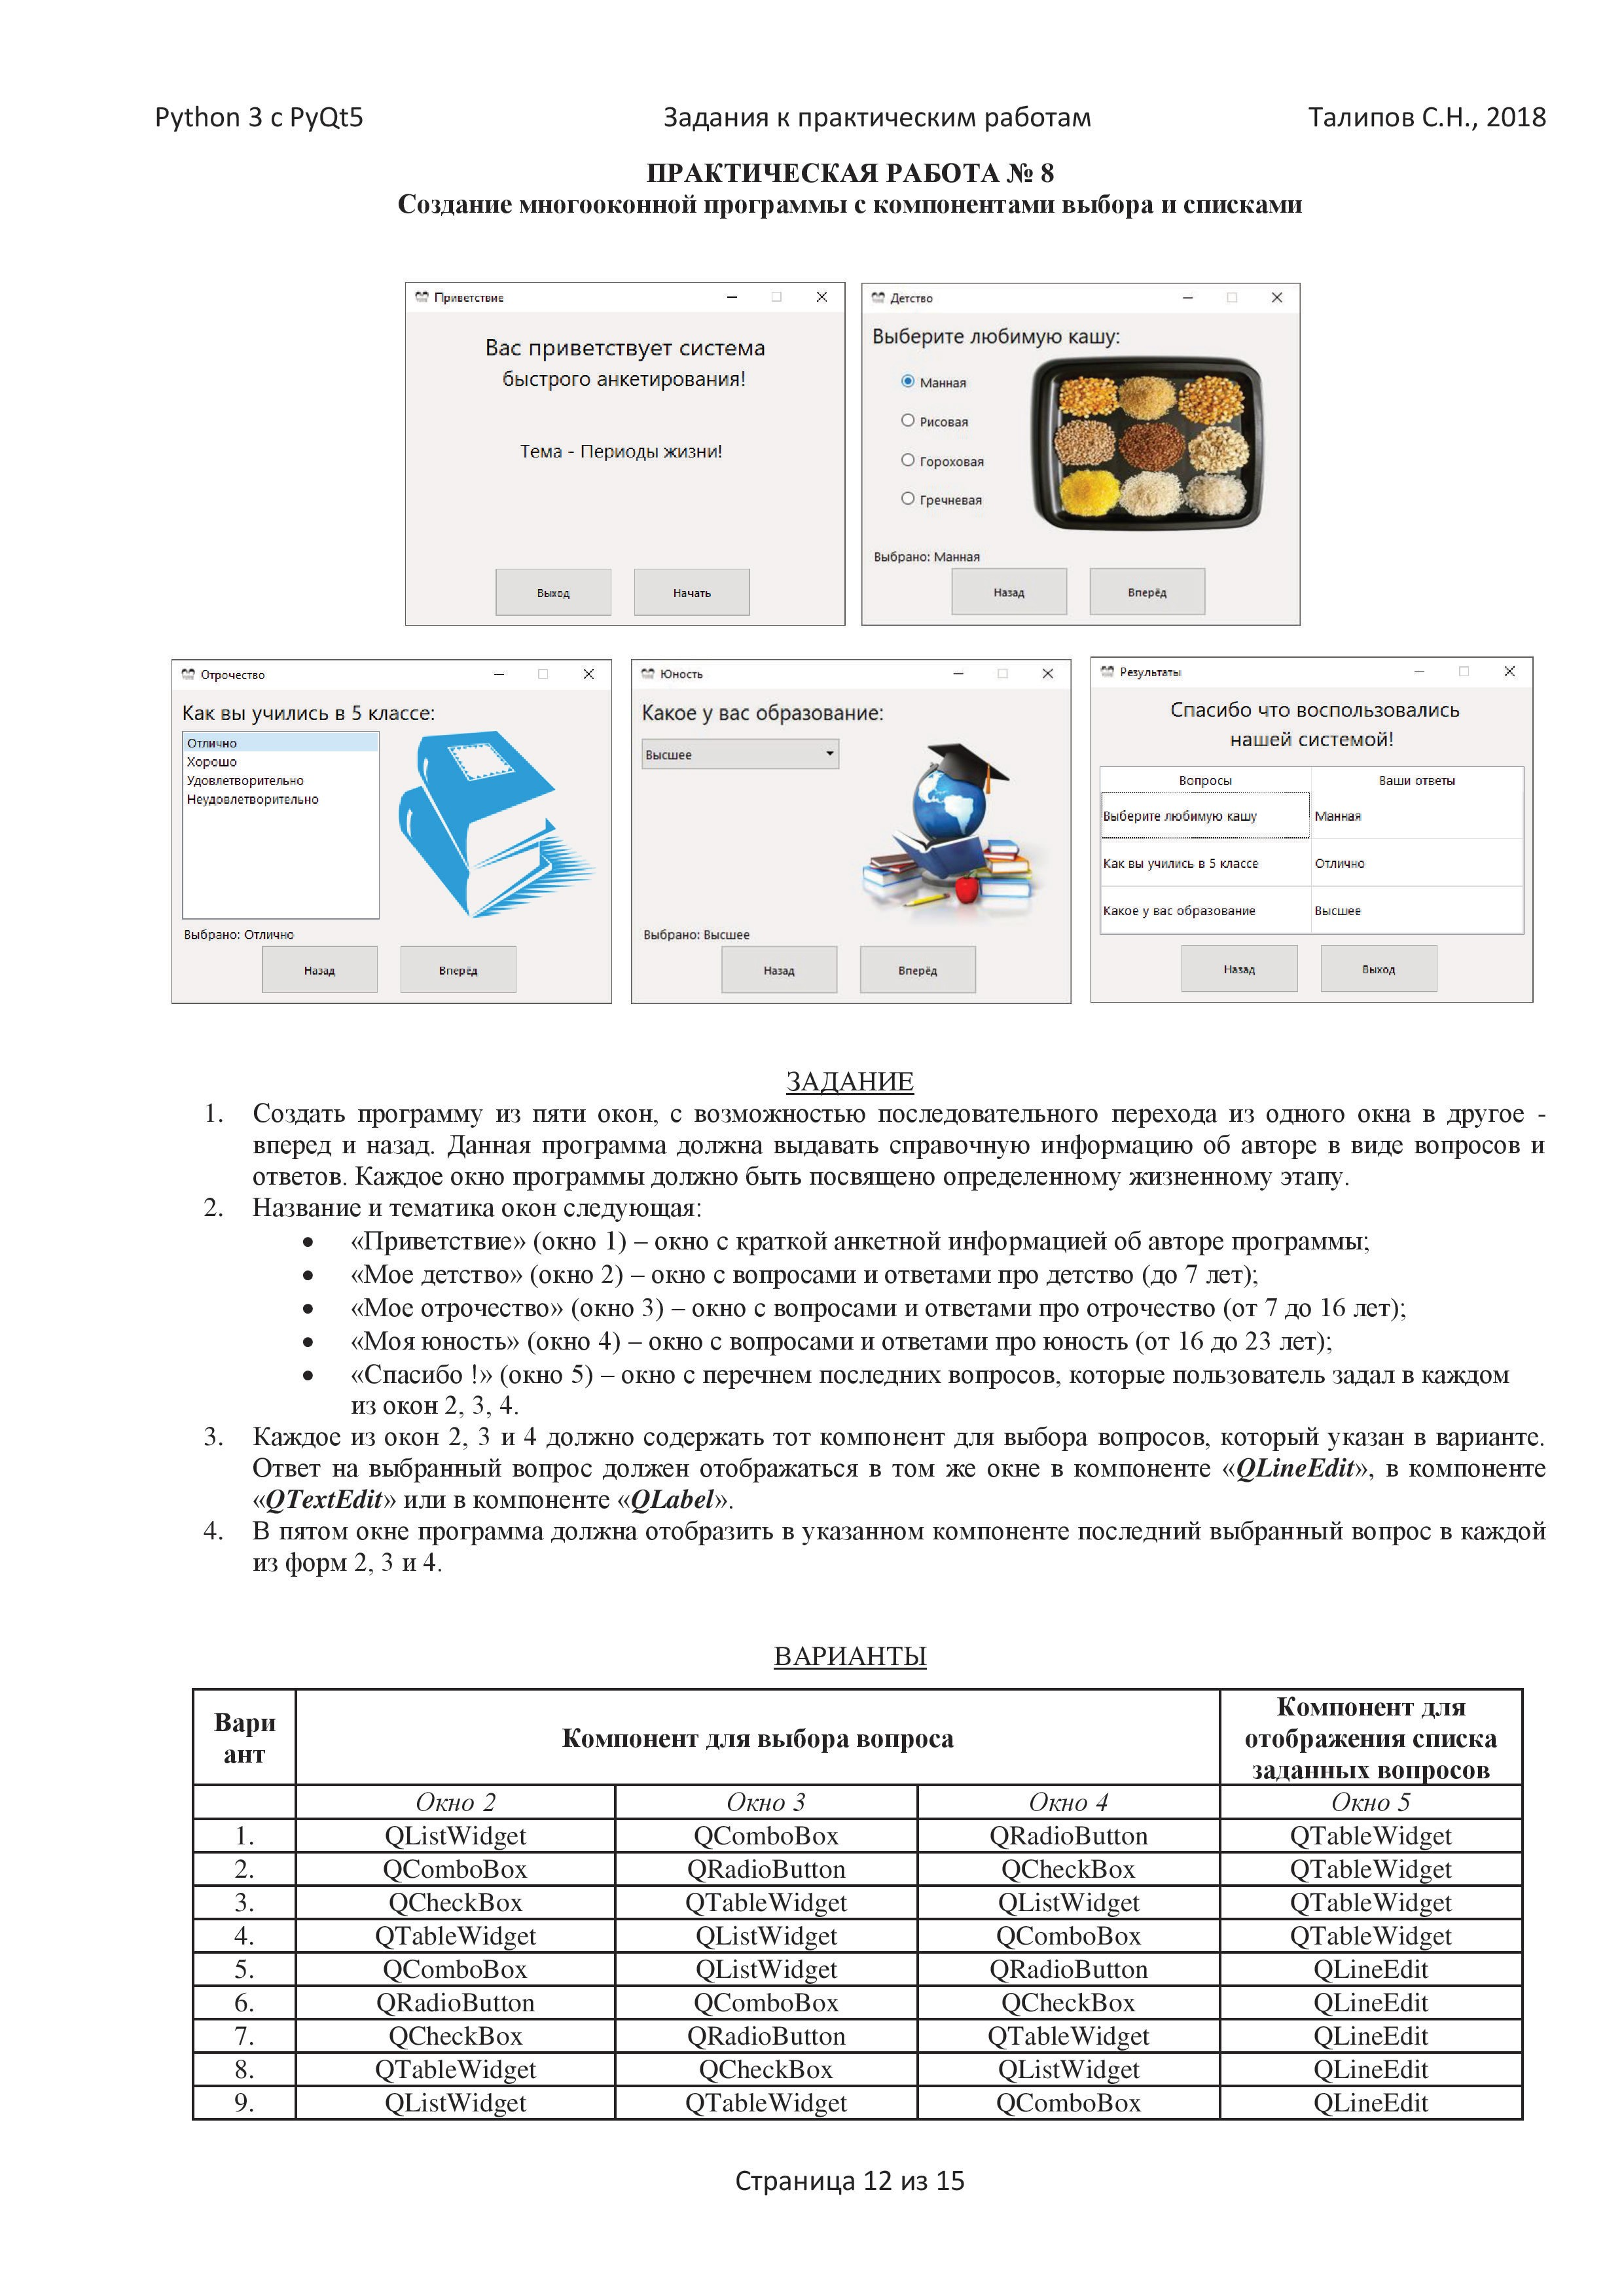 Python 3 с PyQt5 Задания к практическим работам Талипов С.Н., 2018
ПРАКТИЧЕСКАЯ РАБОТА № 8
Создание многооконной программы с компонентами выбора и списками
Приветствие
Вас приветствует система
быстрого анкетирования!
Тема - Периоды жизни!
Выход Начать
Детство
Выберите любимую кашу:
Манная
Рисовая
Гороховая
Гречневая
Выбрано: Манная
Назад Вперёд
Отрочество
Как вы учились в 5 классе:
Отлично
Хорошо
Удовлетворительно
Неудовлетворительно
Выбрано: Отлично
Назад Вперёд
Юность
Какое у вас образование:
Высшее
Выбрано: Высшее
Назад Вперёд
Результаты
Спасибо что воспользовались
нашей системой!
Вопросы Ваши ответы
Выберите любимую кашу Манная
Как вы учились в 5 классе Отлично
Какое у вас образование Высшее
Назад Выход
ЗАДАНИЕ
1. Создать программу из пяти окон, с возможностью последовательного перехода из одного окна в другое -
вперед и назад. Данная программа должна выдавать справочную информацию об авторе в виде вопросов и
ответов. Каждое окно программы должно быть посвящено определенному жизненному этапу.
2. Название и тематика окон следующая:
• «Приветствие» (окно 1) – окно с краткой анкетной информацией об авторе программы;
• «Мое детство» (окно 2) – окно с вопросами и ответами про детство (до 7 лет);
• «Мое отрочество» (окно 3) – окно с вопросами и ответами про отрочество (от 7 до 16 лет);
• «Моя юность» (окно 4) – окно с вопросами и ответами про юность (от 16 до 23 лет);
• «Спасибо !» (окно 5) – окно с перечнем последних вопросов, которые пользователь задал в каждом
из окон 2, 3, 4.
3. Каждое из окон 2, 3 и 4 должно содержать тот компонент для выбора вопросов, который указан в варианте.
Ответ на выбранный вопрос должен отображаться в том же окне в компоненте «QLineEdit», в компоненте
«QTextEdit» или в компоненте «QLabel».
4. В пятом окне программа должна отобразить в указанном компоненте последний выбранный вопрос в каждой
из форм 2, 3 и 4.
ВАРИАНТЫ
Вари
ант
Компонент для выбора вопроса
Компонент для
отображения списка
заданных вопросов
Окно 2 Окно 3 Окно 4 Окно 5
1. QListWidget QComboBox QRadioButton QTableWidget
2. QComboBox QRadioButton QCheckBox QTableWidget
3. QCheckBox QTableWidget QListWidget QTableWidget
4. QTableWidget QListWidget QComboBox QTableWidget
5. QComboBox QListWidget QRadioButton QLineEdit
6. QRadioButton QComboBox QCheckBox QLineEdit
7. QCheckBox QRadioButton QTableWidget QLineEdit
8. QTableWidget QCheckBox QListWidget QLineEdit
9. QListWidget QTableWidget QComboBox QLineEdit
Страница 12 из 15